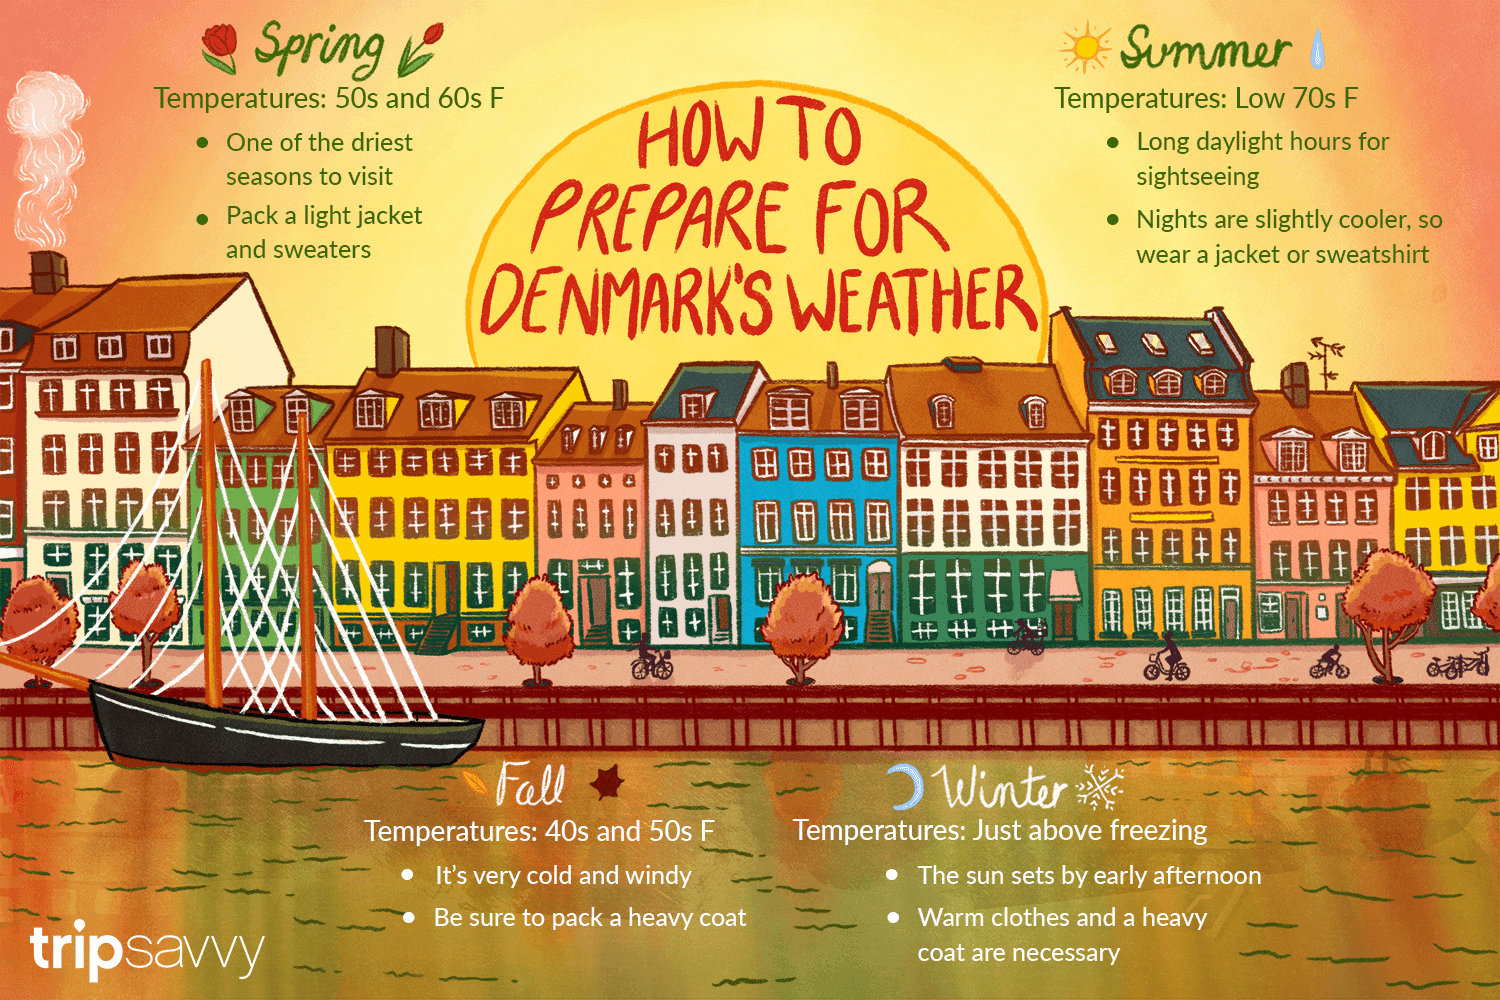 Spring
Temperatures: 50s and 60s F
• One of the driest
seasons to visit
• Pack a light jacket
and sweaters
HOW TO
PREPARE FOR
DENMARK'S WEATHER
Summer
Temperatures: Low 70s F
• Long daylight hours for
sightseeing
• Nights are slightly cooler, so
wear a jacket or sweatshirt
Fall
Temperatures: 40s and 50s F
• It's very cold and windy
• Be sure to pack a heavy coat
Winter
Temperatures: Just above freezing
• The sun sets by early afternoon
• Warm clothes and a heavy
coat are necessary
tripsavvy